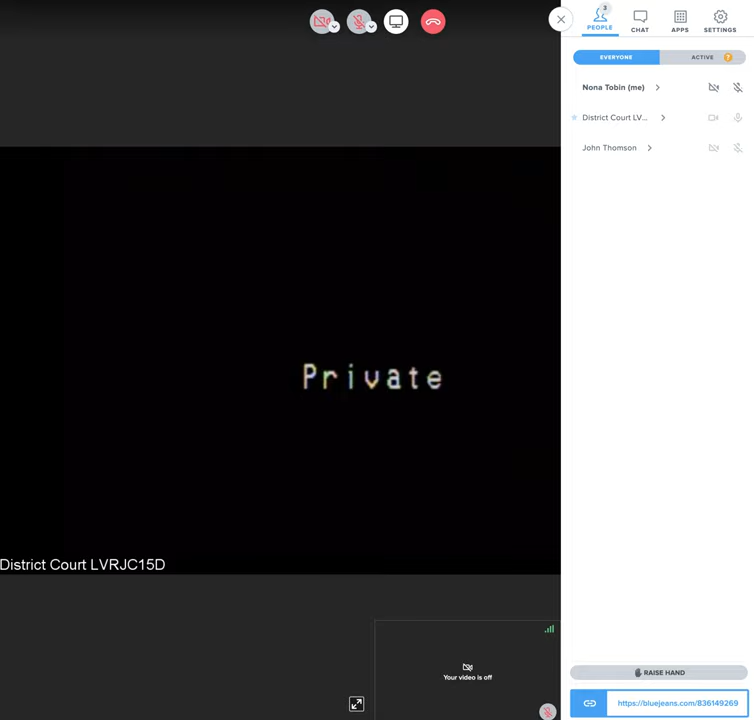 3
PEOPLE
CHAT
APPS
SETTINGS
EVERYONE
ACTIVE ?
Nona Tobin (me)
District Court LV...
John Thomson
Private
District Court LVRJC15D
Your video is off
RAISE HAND
https://bluejeans.com/836149269